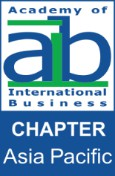 Academy of
aib
International
Business
CHAPTER
Asia Pacific